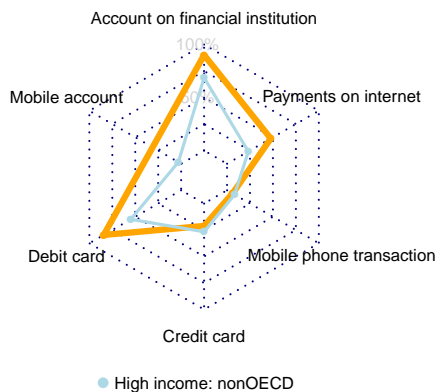 Account on financial institution
100%
Mobile account
Payments on internet
Debit card
Mobile phone transaction
Credit card
High income: nonOECD